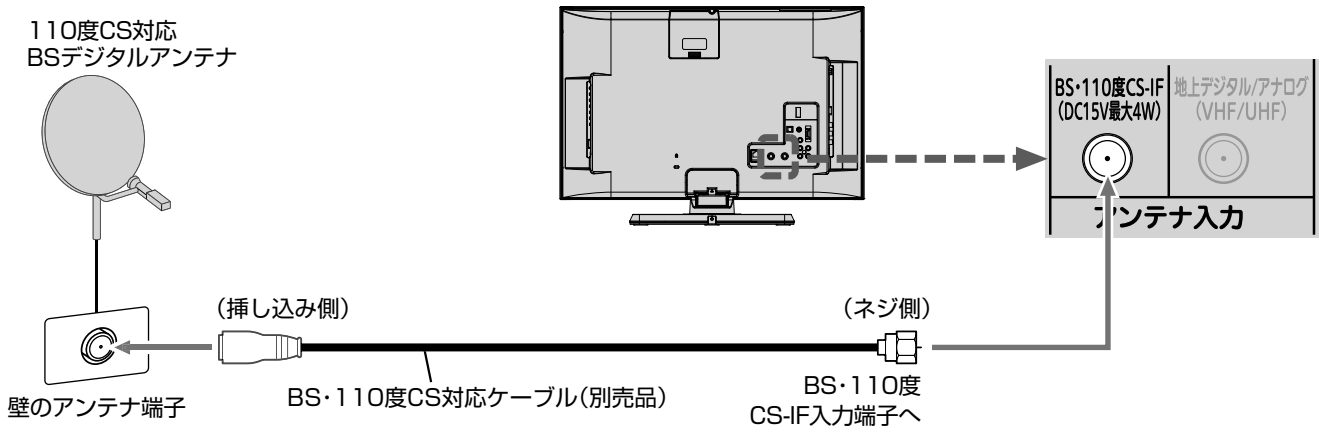 110度CS対応
BSデジタルアンテナ
BS・110度CS-IF
(DC15V最大4W)
地上デジタル/アナログ
(VHF/UHF)
アンテナ入力
(挿し込み側)
(ネジ側)
BS・110度CS対応ケーブル(別売品)
BS・110度
CS-IF入力端子へ
壁のアンテナ端子